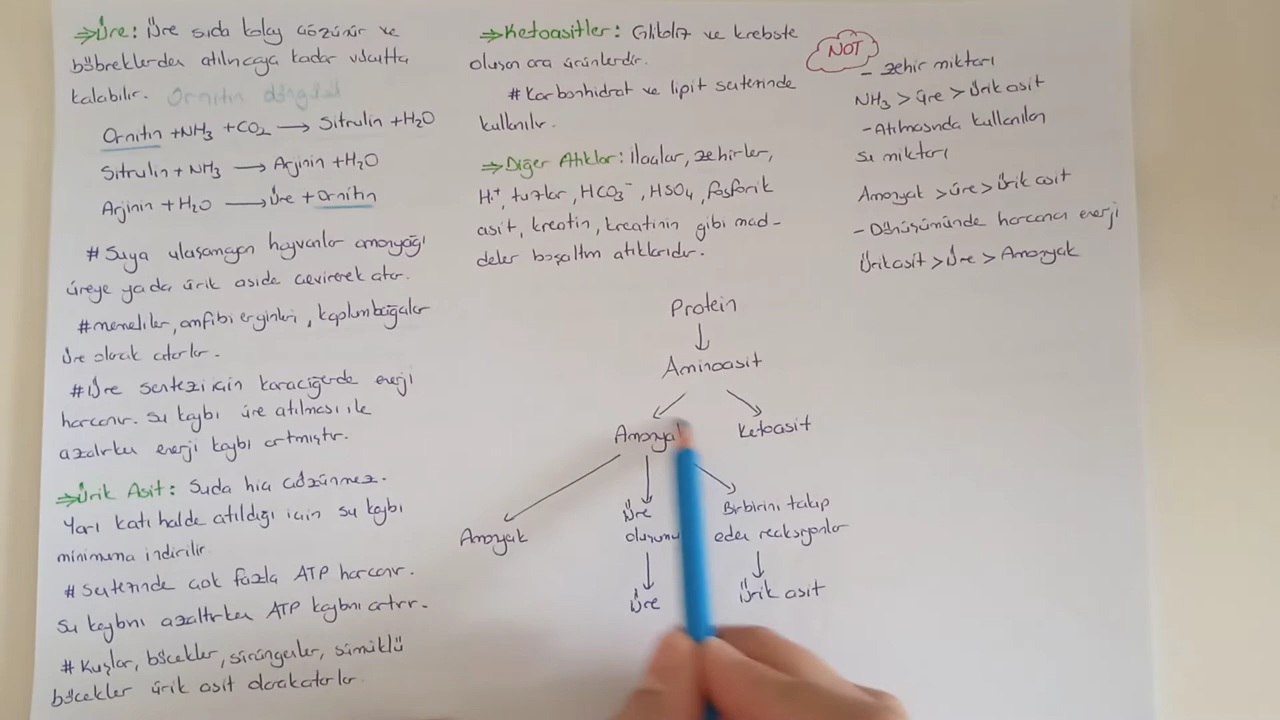 ⇒Üre: Üre suda kolay çözünür ve
böbreklerden atılıncaya kadar vücutta
kalabilir. Ornitin döngüsü
Ornitin +NH3 +CO2 → Sitrulin +H2O
Sitrulin + NH3 → Arjinin + H2O
Arjinin + H2O → Üre + Ornitin
# Suya ulaşamayan hayvanlar amonyağı
üreye ya da ürik aside çevirerek atar.
#memeliler, amfibi erginleri, kaplumbağalar
üre olarak atarlar.
#Üre sentezi için karaciğerde enerji
harcanır. Su kaybı üre atılması ile
azalırken enerji kaybı artmıştır.
⇒Ürik Asit: Suda hiç çözünmez.
Yarı katı halde atıldığı için su kaybı
minimuma indirilir
# Sentezinde çok fazla ATP harcanır.
Su kaybını azaltırken ATP kaybını artırır.
# Kuşlar, böcekler, sürüngenler, sümüklü
böcekler ürik asit olarak atarlar.
⇒Ketoasitler: Glikoliz ve krebste
oluşan ara ürünlerdir.
# Karbonhidrat ve lipit sentezinde
kullanılır.
⇒Diğer Atıklar: İlaçlar, zehirler,
H+, tuzlar, HCO3-, HSO4, fosforik
asit, kreatin, kreatinin gibi mad-
deler boşaltım atıklarıdır.
NOT
- zehir miktarı
NH3 > üre > Ürik asit
-Atılmasında kullanılan
su miktarı
Amonyak > üre > Ürik asit
- Dönüşümünde harcanan enerji
Ürik asit > Üre > Amonyak
Protein
↓
Aminoasit
Amonyak Ketoasit
Amonyak
Üre
Birbirini takip
eden reaksiyonlar
Üre
Ürik asit